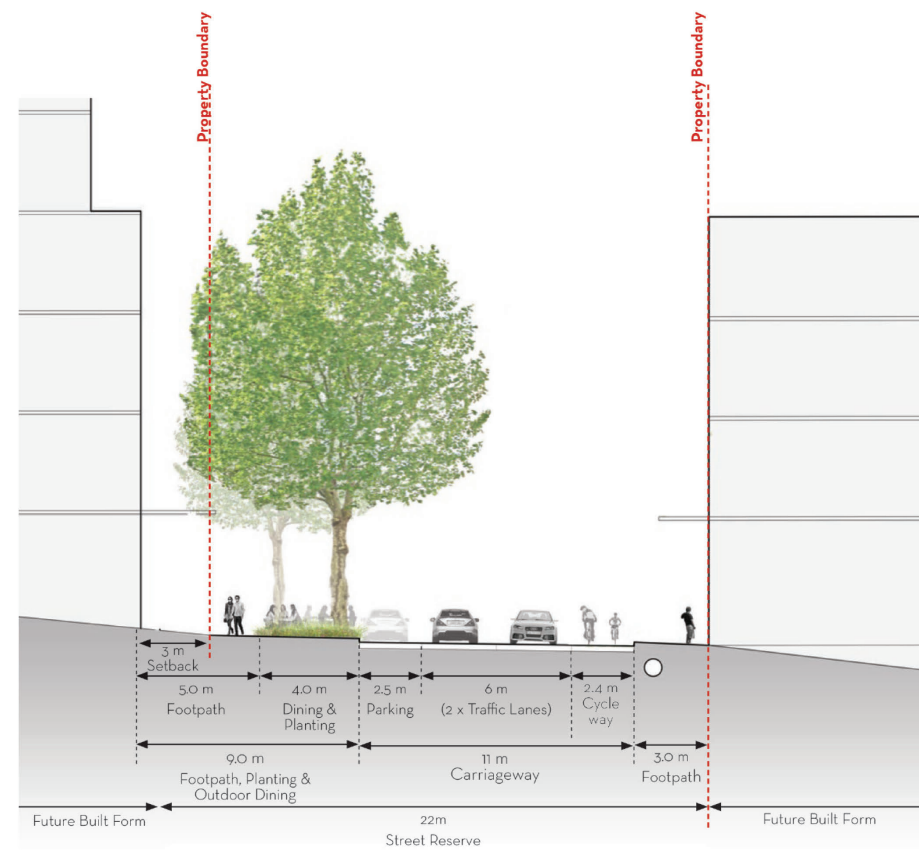 Property Boundary
Property Boundary
3 m
Setback
5.0 m
Footpath
4.0 m
Dining &
Planting
2.5 m
Parking
6 m
(2 x Traffic Lanes)
2.4 m
Cycle
way
9.0 m
Footpath, Planting &
Outdoor Dining
11 m
Carriageway
3.0 m
Footpath
Future Built Form
22m
Street Reserve
Future Built Form